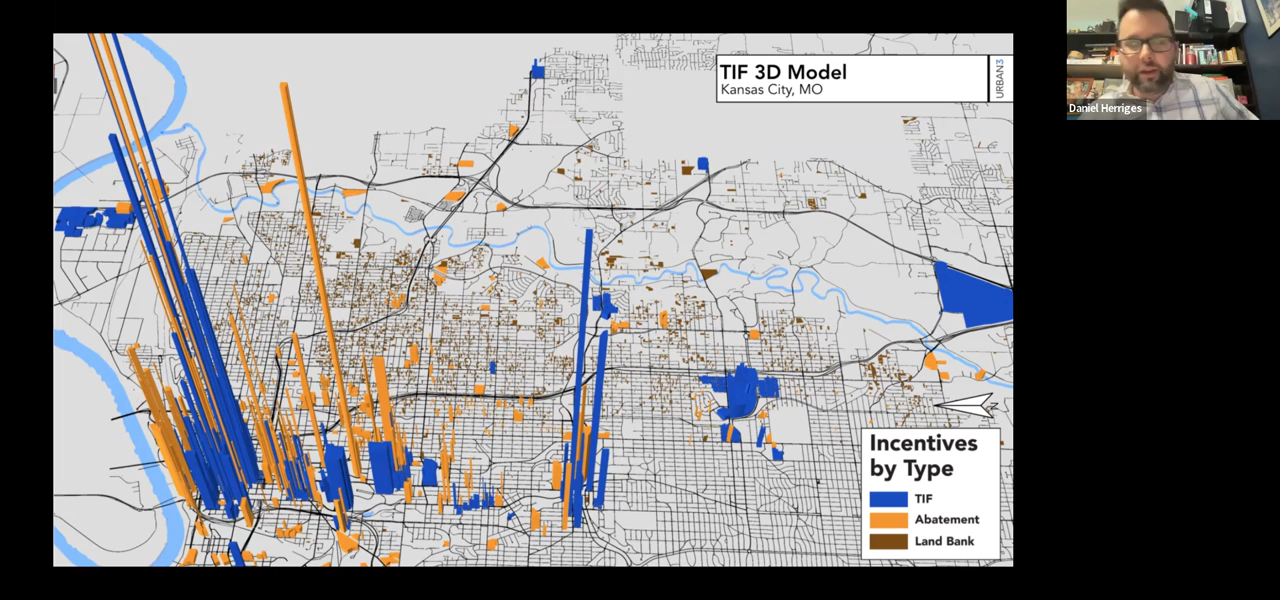 TIF 3D Model
Kansas City, MO
URBAN3
Daniel Herriges
Incentives
by Type
TIF
Abatement
Land Bank